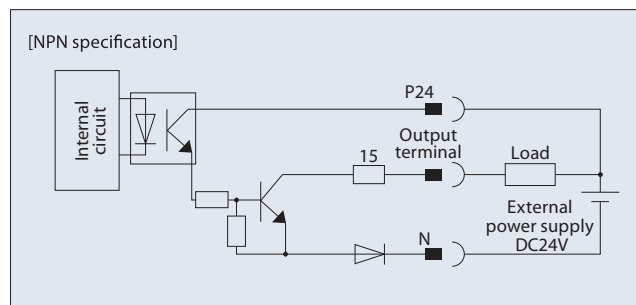 [NPN specification]
Internal
circuit
P24
Output
terminal
15
Load
External
power supply
DC24V
N